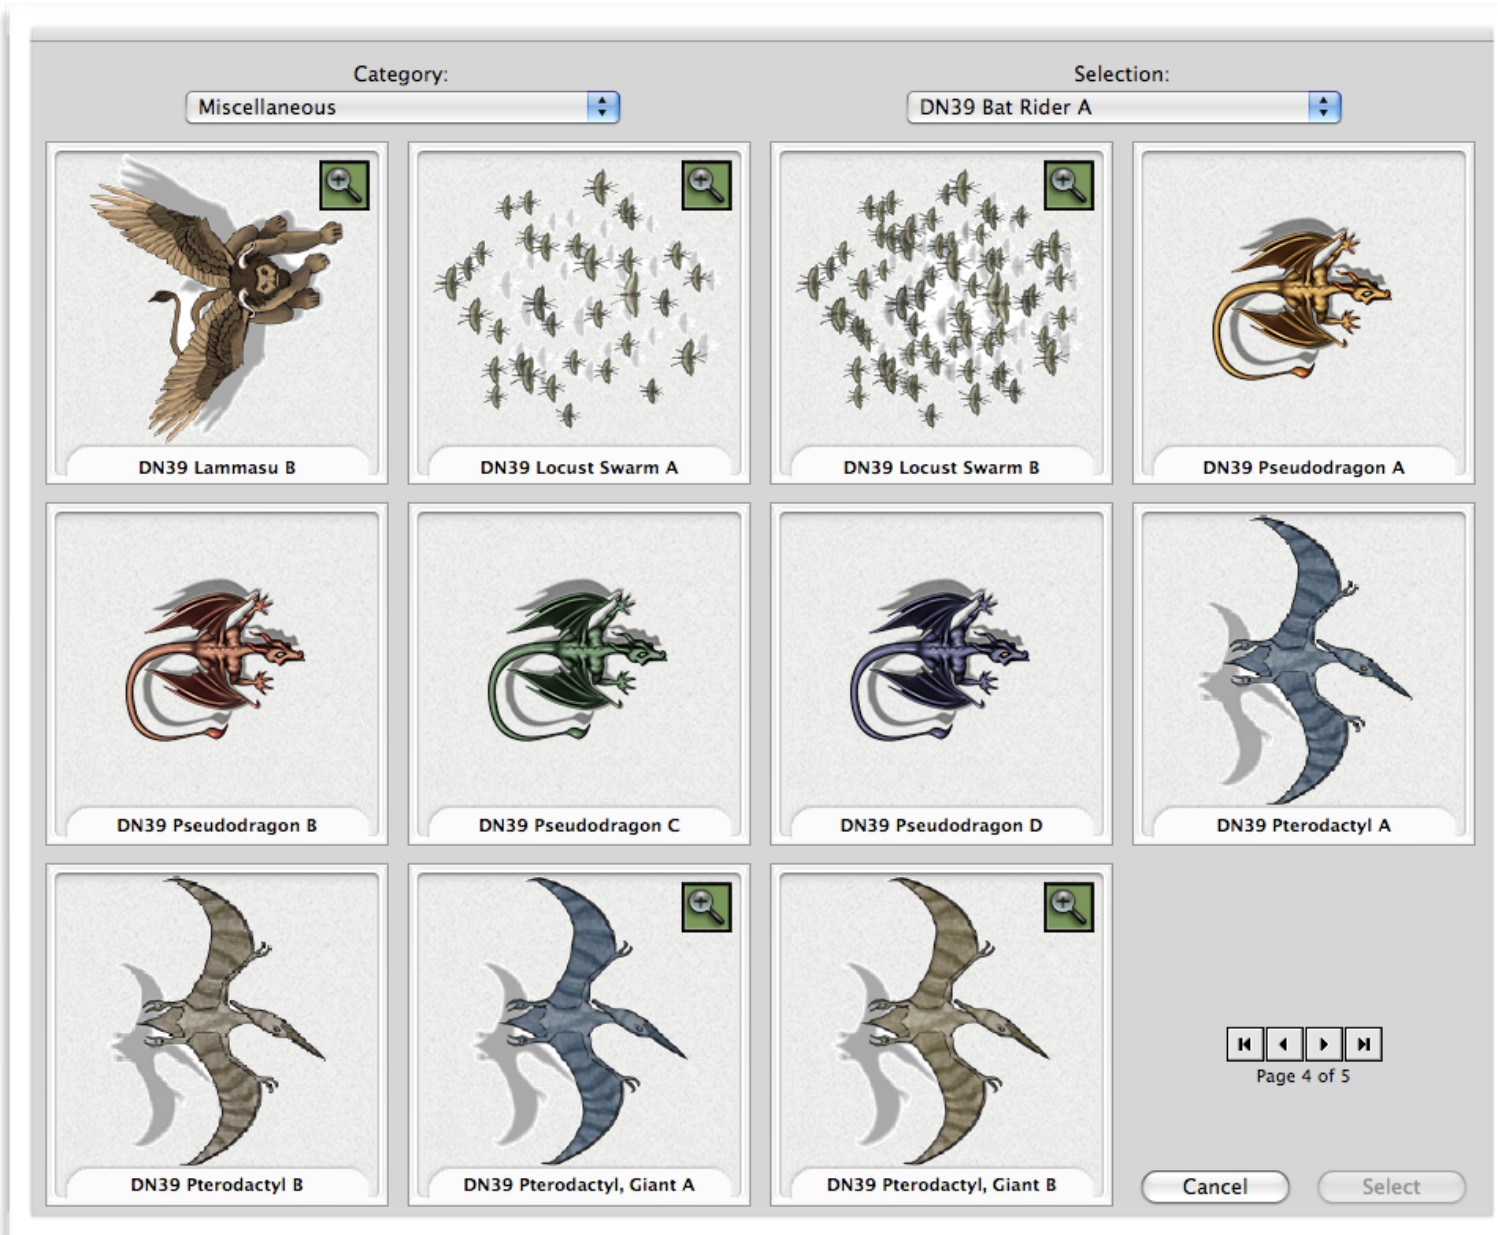 Category:
Selection:
Miscellaneous
DN39 Bat Rider A
DN39 Lammasu B
DN39 Locust Swarm A
DN39 Locust Swarm B
DN39 Pseudodragon A
DN39 Pseudodragon B
DN39 Pseudodragon C
DN39 Pseudodragon D
DN39 Pterodactyl A
DN39 Pterodactyl B
DN39 Pterodactyl, Giant A
DN39 Pterodactyl, Giant B
Page 4 of 5
Cancel
Select